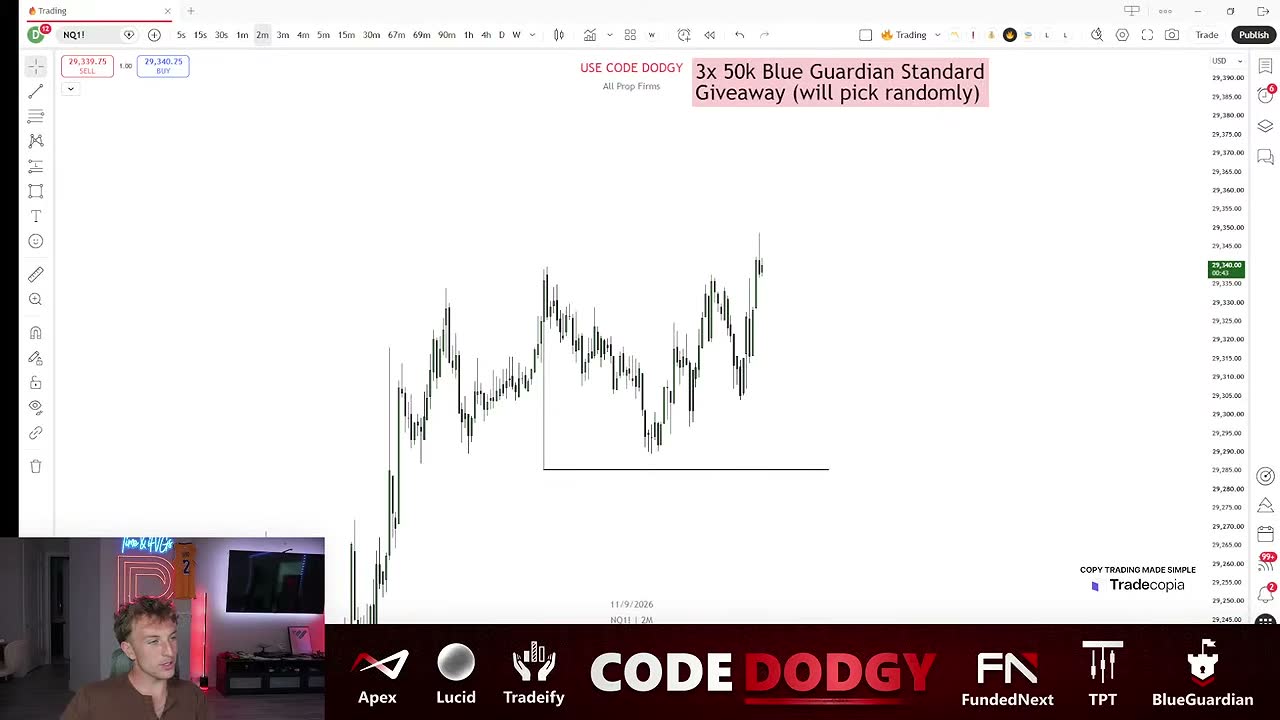 Trading
12
D
NQ1!
5s 15s 30s 1m 2m 3m 4m 5m 15m 30m 67m 69m 90m 1h 4h D W
Trading
Trade
Publish
29,339.75
SELL
1.00
29,340.75
BUY
USE CODE DODGY
All Prop Firms
3x 50k Blue Guardian Standard
Giveaway (will pick randomly)
USD
29,390.00
29,385.00
29,380.00
29,375.00
29,370.00
29,365.00
29,360.00
29,355.00
29,350.00
29,345.00
29,340.00
00:43
29,335.00
29,330.00
29,325.00
29,320.00
29,315.00
29,310.00
29,305.00
29,300.00
29,295.00
29,290.00
29,285.00
29,280.00
29,275.00
29,270.00
29,265.00
29,260.00
29,255.00
29,250.00
29,245.00
6
99+
2
COPY TRADING MADE SIMPLE
Tradecopia
11/9/2026
NQ1! | 2M
2
Apex
Lucid
Tradeify
CODE DODGY
FundedNext
TPT
BlueGuardian